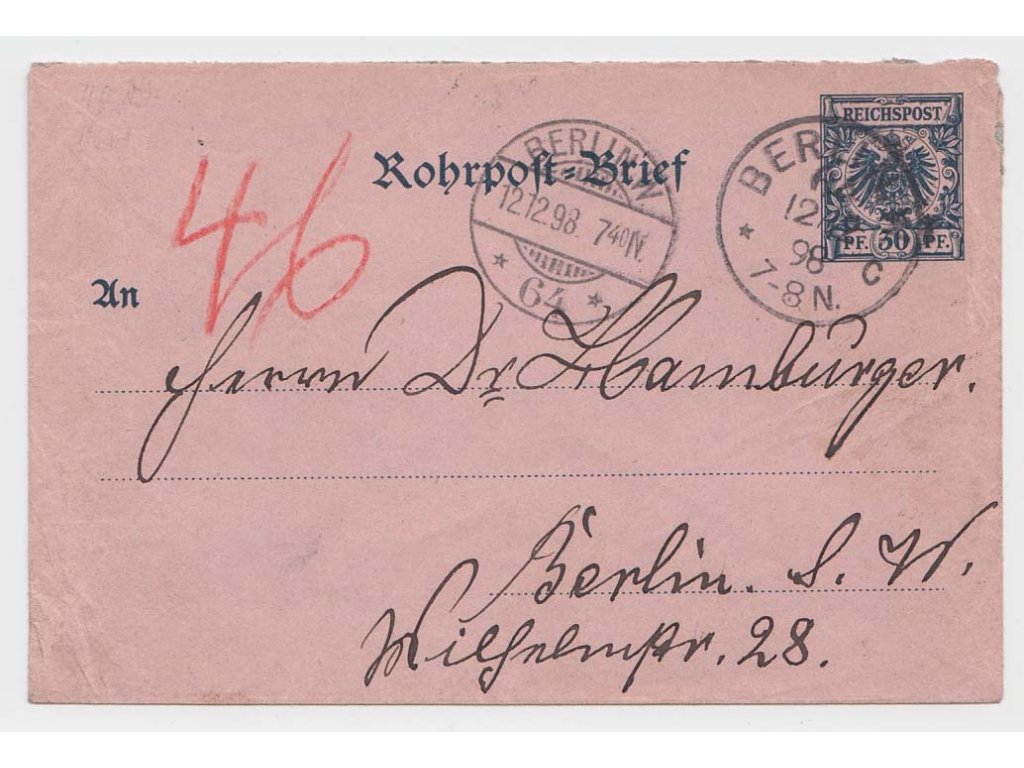 REICHSPOST
PF. 30 PF.
Rohrpost-Brief
BERLIN W
12.12.98. 7 40 N.
* 64 *
BER
12
98
7-8 N.
* C
46
An
Herrn Dr. Hamburger.
Berlin. S. W.
Wilhelmstr. 28.